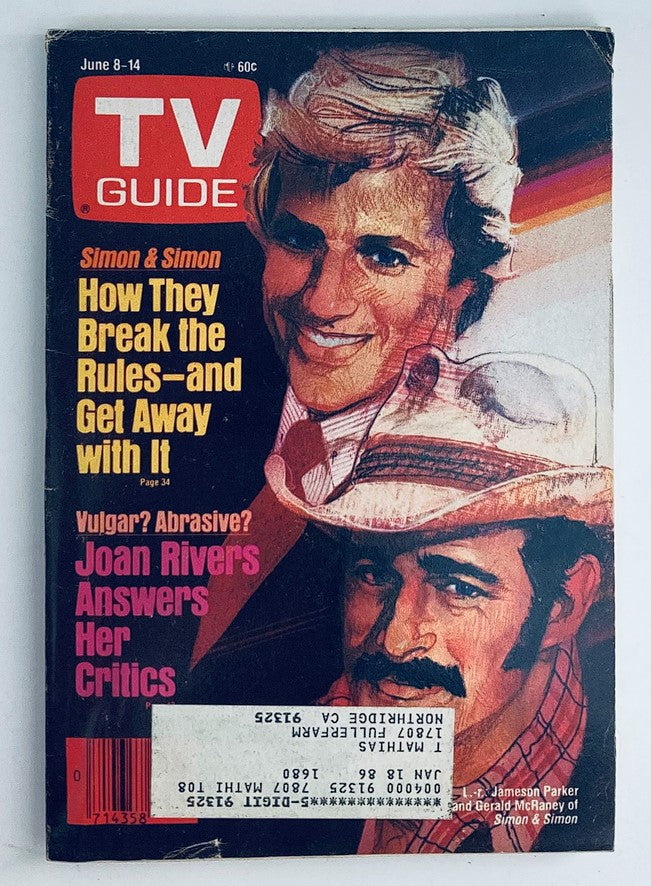 June 8-14
60¢
TV
GUIDE
®
Simon & Simon
How They
Break the
Rules—and
Get Away
with It
Page 34
Vulgar? Abrasive?
Joan Rivers
Answers
Her
Critics
*****************5-DIGIT 91325
004000 91325 7807 MATHI T08
JAN 18 86 1680
T MATHIAS
17807 FULLERFARM
NORTHRIDGE CA 91325
0
714358
L.-r.: Jameson Parker
and Gerald McRaney of
Simon & Simon